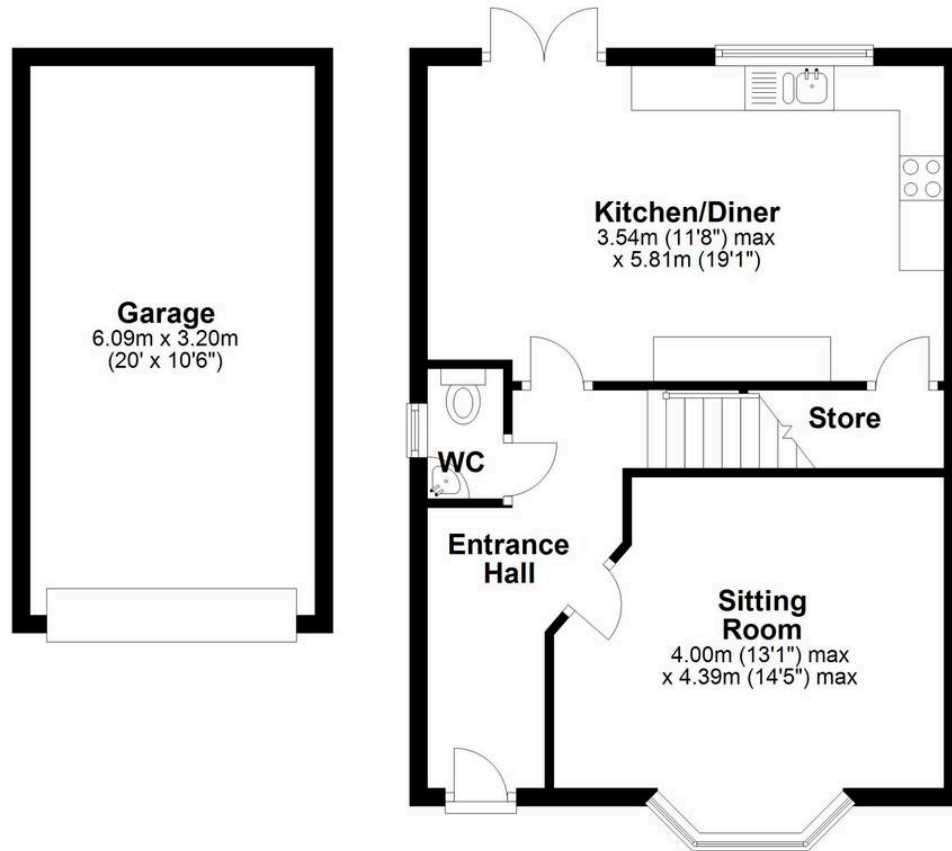 Kitchen/Diner
3.54m (11'8") max
x 5.81m (19'1")
Garage
6.09m x 3.20m
(20' x 10'6")
Store
WC
Entrance
Hall
Sitting
Room
4.00m (13'1") max
x 4.39m (14'5") max